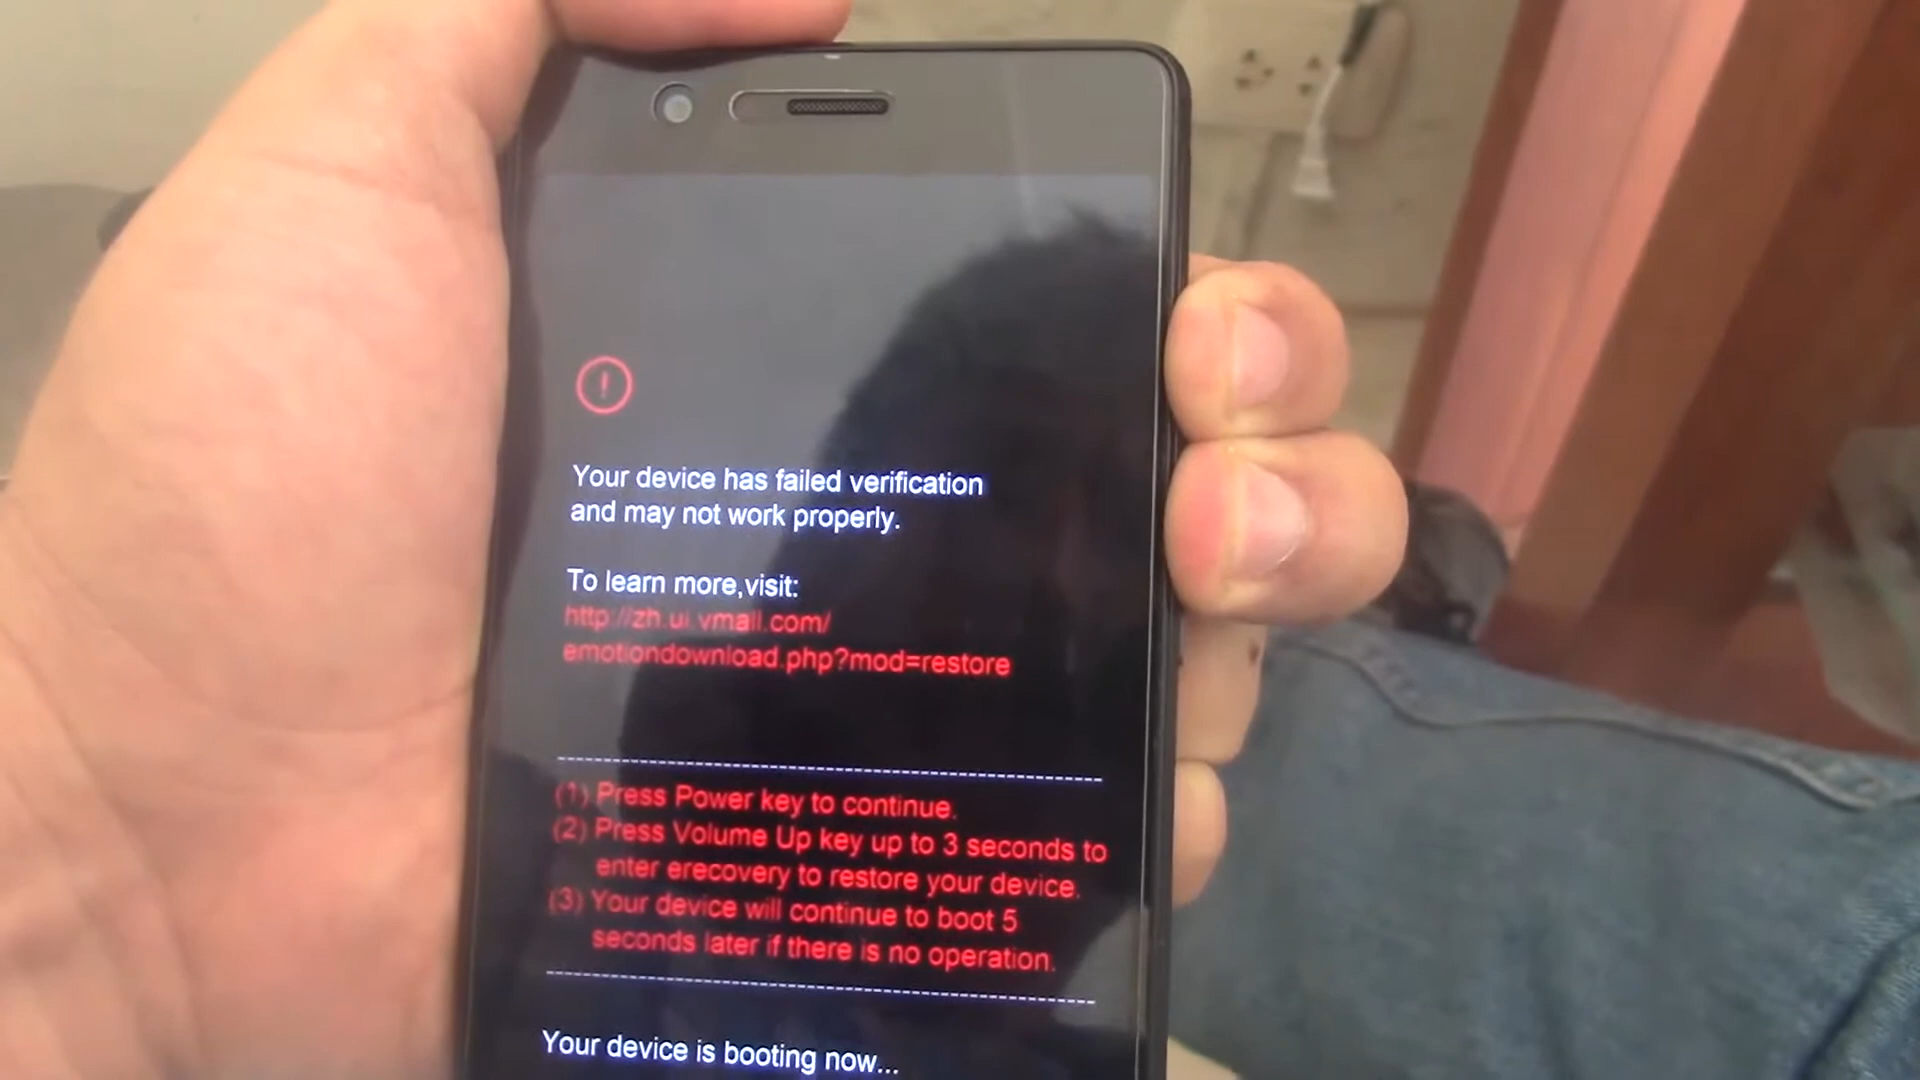 Your device has failed verification
and may not work properly.
To learn more,visit:
http://zh.ui.vmall.com/
emotiondownload.php?mod=restore
(1) Press Power key to continue.
(2) Press Volume Up key up to 3 seconds to
enter erecovery to restore your device.
(3) Your device will continue to boot 5
seconds later if there is no operation.
Your device is booting now...